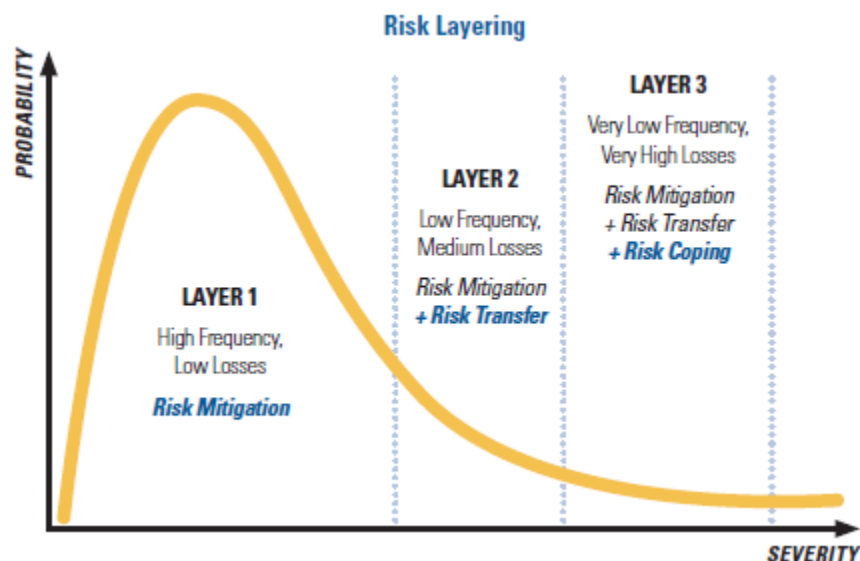 Risk Layering
PROBABILITY
LAYER 1
High Frequency,
Low Losses
Risk Mitigation
LAYER 2
Low Frequency,
Medium Losses
Risk Mitigation
+ Risk Transfer
LAYER 3
Very Low Frequency,
Very High Losses
Risk Mitigation
+ Risk Transfer
+ Risk Coping
SEVERITY